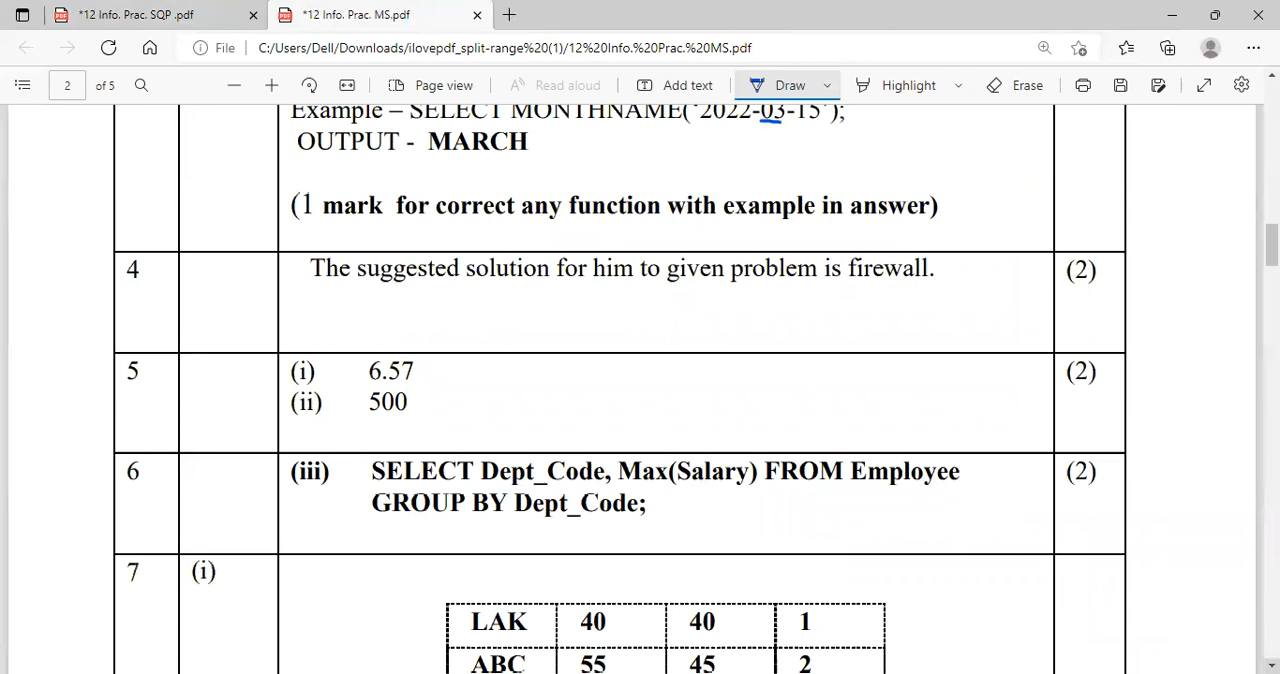 *12 Info. Prac. SQP .pdf
*12 Info. Prac. MS.pdf
File C:/Users/Dell/Downloads/ilovepdf_split-range%20(1)/12%20Info.%20Prac.%20MS.pdf
2 of 5 Page view Read aloud Add text Draw Highlight Erase
Example – SELECT MONTHNAME('2022-03-15');
OUTPUT - MARCH
(1 mark for correct any function with example in answer)
4 The suggested solution for him to given problem is firewall. (2)
5 (i) 6.57 (2)
(ii) 500
6 (iii) SELECT Dept_Code, Max(Salary) FROM Employee (2)
GROUP BY Dept_Code;
7 (i)
LAK 40 40 1
ABC 55 45 2